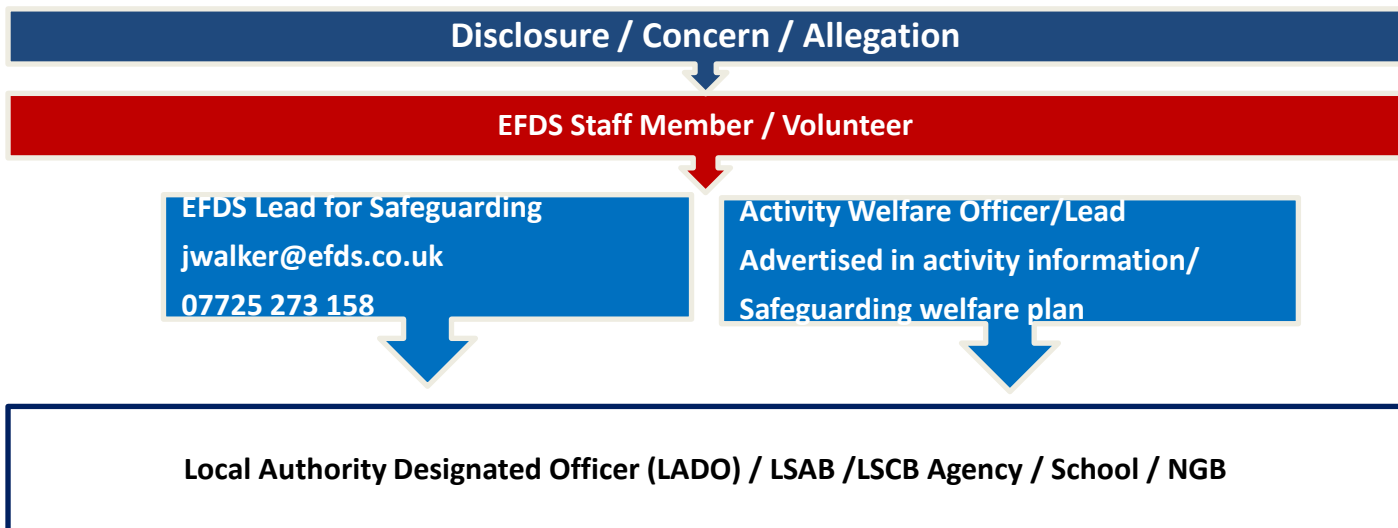 Disclosure / Concern / Allegation
EFDS Staff Member / Volunteer
EFDS Lead for Safeguarding
jwalker@efds.co.uk
07725 273 158
Activity Welfare Officer/Lead
Advertised in activity information/
Safeguarding welfare plan
Local Authority Designated Officer (LADO) / LSAB /LSCB Agency / School / NGB